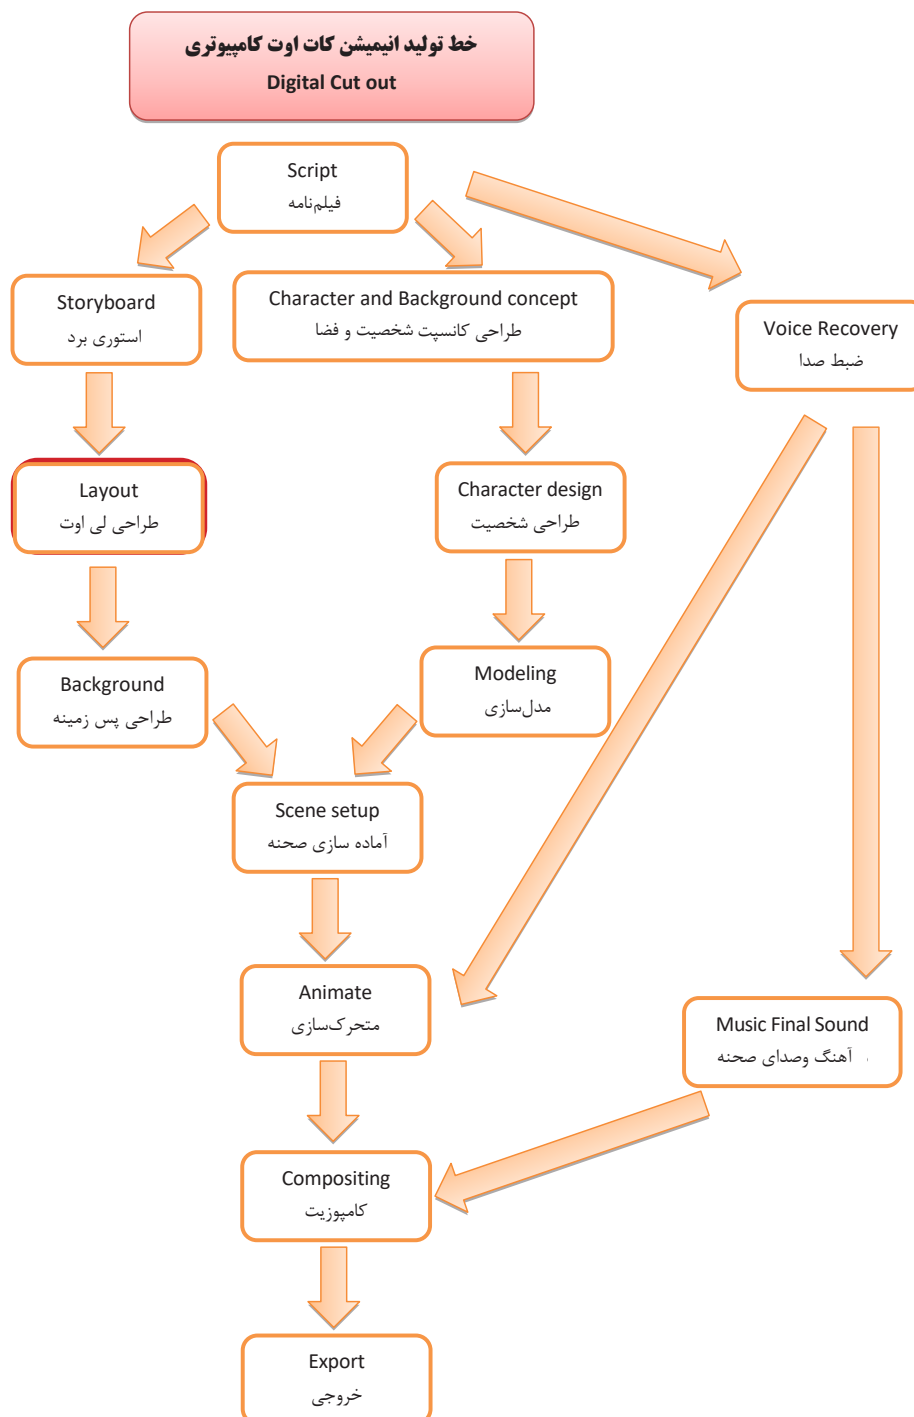 خط تولید انیمیشن کات اوت کامپیوتری
Digital Cut out
Script
فیلم‌نامه
Storyboard
استوری برد
Character and Background concept
طراحی کانسپت شخصیت و فضا
Voice Recovery
ضبط صدا
Layout
طراحی لی اوت
Character design
طراحی شخصیت
Background
طراحی پس زمینه
Modeling
مدل‌سازی
Scene setup
آماده سازی صحنه
Animate
متحرک‌سازی
Music Final Sound
آهنگ وصدای صحنه
Compositing
کامپوزیت
Export
خروجی